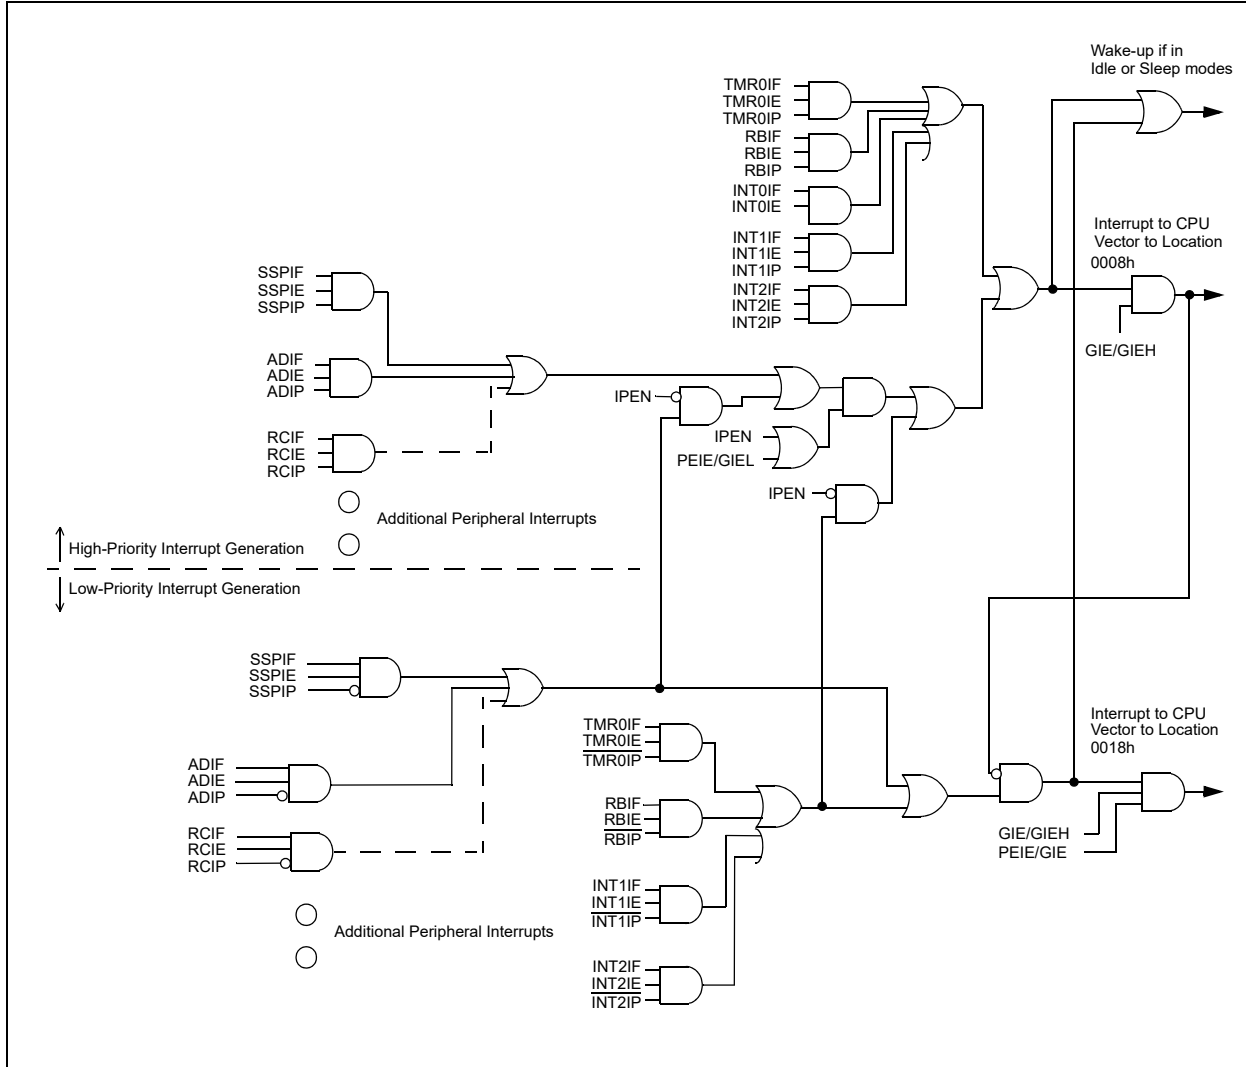 Wake-up if in
Idle or Sleep modes
TMR0IF
TMR0IE
TMR0IP
RBIF
RBIE
RBIP
INT0IF
INT0IE
INT1IF
INT1IE
INT1IP
INT2IF
INT2IE
INT2IP
Interrupt to CPU
Vector to Location
0008h
GIE/GIEH
SSPIF
SSPIE
SSPIP
ADIF
ADIE
ADIP
RCIF
RCIE
RCIP
IPEN
IPEN
PEIE/GIEL
IPEN
Additional Peripheral Interrupts
High-Priority Interrupt Generation
Low-Priority Interrupt Generation
SSPIF
SSPIE
SSPIP
ADIF
ADIE
ADIP
RCIF
RCIE
RCIP
Additional Peripheral Interrupts
TMR0IF
TMR0IE
TMR0IP
RBIF
RBIE
RBIP
INT1IF
INT1IE
INT1IP
INT2IF
INT2IE
INT2IP
Interrupt to CPU
Vector to Location
0018h
GIE/GIEH
PEIE/GIE